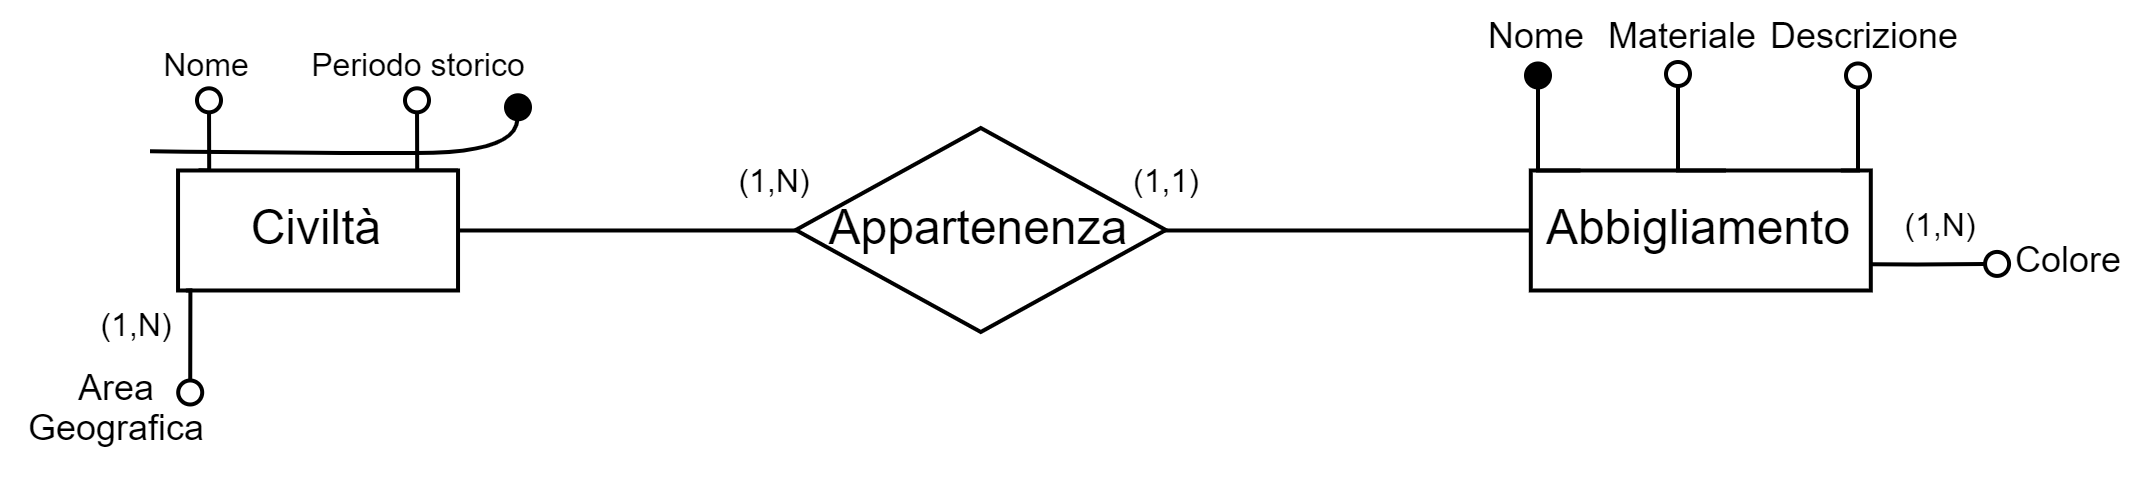 Nome Materiale Descrizione
Nome Periodo storico
(1,N) (1,1)
Civiltà Appartenenza Abbigliamento
(1,N)
Colore
(1,N)
Area
Geografica